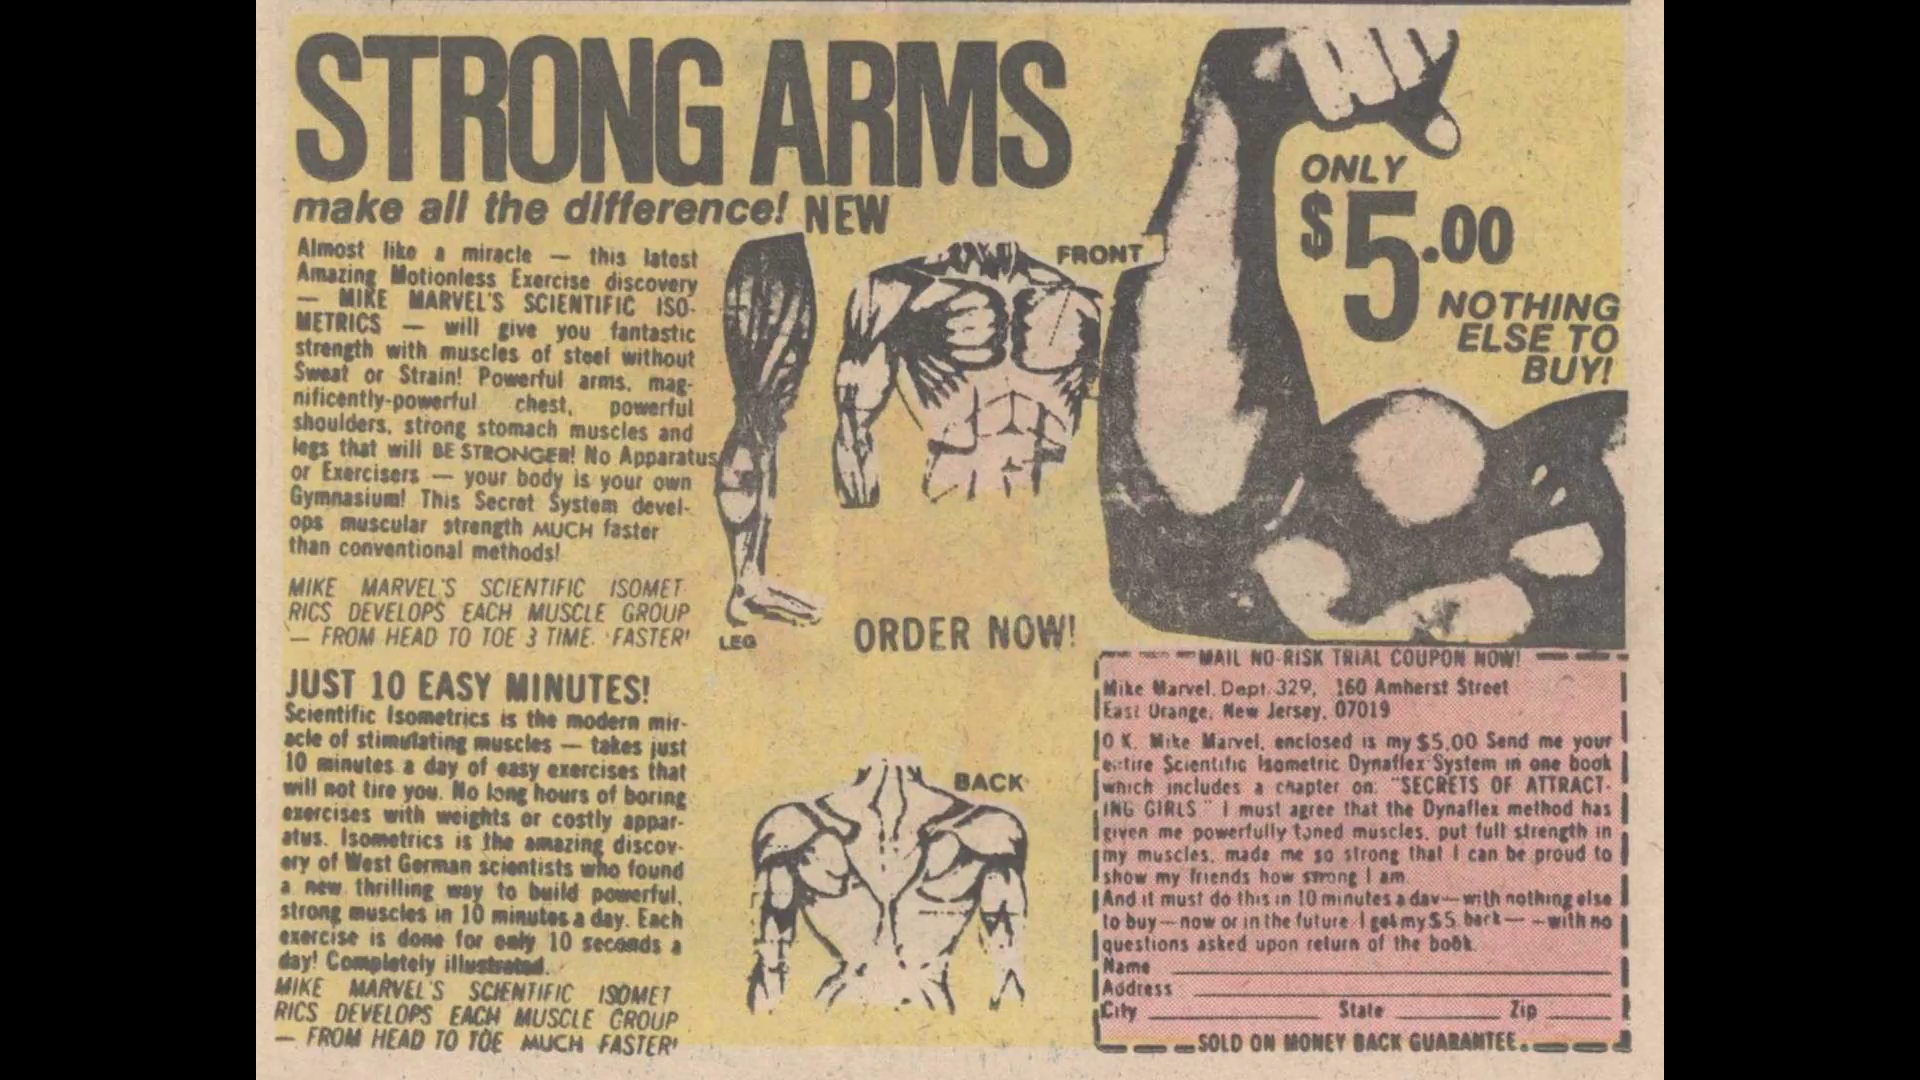 STRONG ARMS
make all the difference! NEW
Almost like a miracle — this latest
Amazing Motionless Exercise discovery
— MIKE MARVEL'S SCIENTIFIC ISO-
METRICS — will give you fantastic
strength with muscles of steel without
Sweat or Strain! Powerful arms, mag-
nificently-powerful chest, powerful
shoulders, strong stomach muscles and
legs that will BE STRONGER! No Apparatus
or Exercisers — your body is your own
Gymnasium! This Secret System devel-
ops muscular strength MUCH faster
than conventional methods!
MIKE MARVEL'S SCIENTIFIC ISOMET
RICS DEVELOPS EACH MUSCLE GROUP
— FROM HEAD TO TOE 3 TIME. FASTER!
JUST 10 EASY MINUTES!
Scientific Isometrics is the modern mir-
acle of stimulating muscles — takes just
10 minutes a day of easy exercises that
will not tire you. No long hours of boring
exercises with weights or costly appar-
atus. Isometrics is the amazing discov-
ery of West German scientists who found
a new thrilling way to build powerful,
strong muscles in 10 minutes a day. Each
exercise is done for only 10 seconds a
day! Completely illustrated.
MIKE MARVEL'S SCIENTIFIC ISOMET
RICS DEVELOPS EACH MUSCLE GROUP
— FROM HEAD TO TOE MUCH FASTER!
FRONT
LEG
ORDER NOW!
BACK
ONLY
$5.00
NOTHING
ELSE TO
BUY!
MAIL NO-RISK TRIAL COUPON NOW!
Mike Marvel, Dept. 329, 160 Amherst Street
East Orange, New Jersey, 07019
O K. Mike Marvel, enclosed is my $5.00 Send me your
entire Scientific Isometric Dynaflex System in one book
which includes a chapter on: "SECRETS OF ATTRACT-
ING GIRLS." I must agree that the Dynaflex method has
given me powerfully toned muscles, put full strength in
my muscles, made me so strong that I can be proud to
show my friends how strong I am
And it must do this in 10 minutes a day — with nothing else
to buy — now or in the future I get my $5. back — — with no
questions asked upon return of the book.
Name
Address
City State Zip
SOLD ON MONEY BACK GUARANTEE.